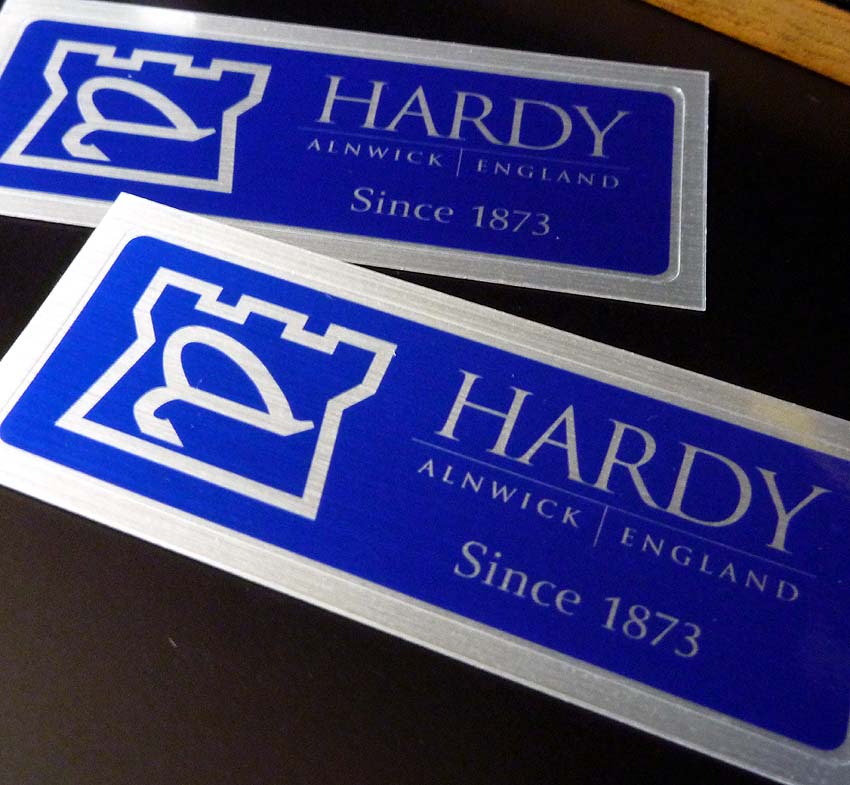 HARDY
ALNWICK | ENGLAND
Since 1873
HARDY
ALNWICK | ENGLAND
Since 1873